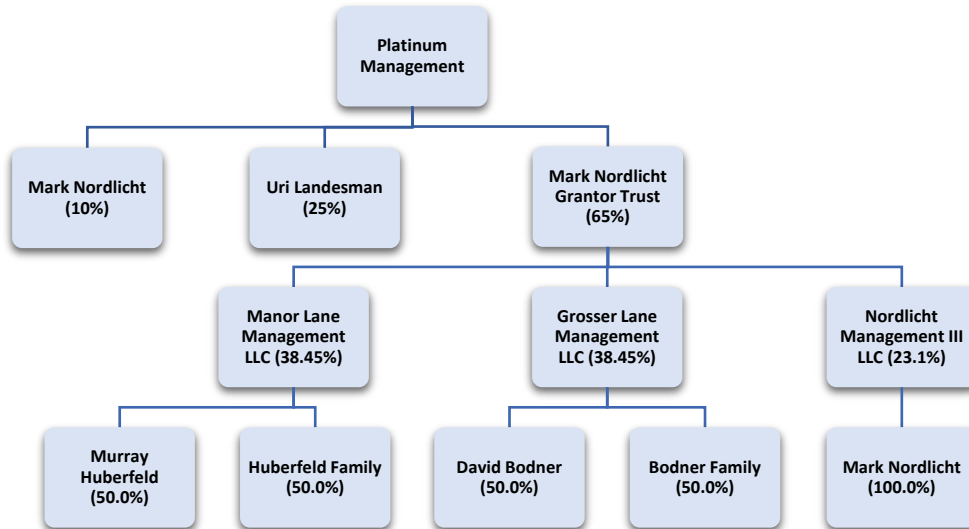 Platinum
Management
Mark Nordlicht
(10%)
Uri Landesman
(25%)
Mark Nordlicht
Grantor Trust
(65%)
Manor Lane
Management
LLC (38.45%)
Grosser Lane
Management
LLC (38.45%)
Nordlicht
Management III
LLC (23.1%)
Murray
Huberfeld
(50.0%)
Huberfeld Family
(50.0%)
David Bodner
(50.0%)
Bodner Family
(50.0%)
Mark Nordlicht
(100.0%)